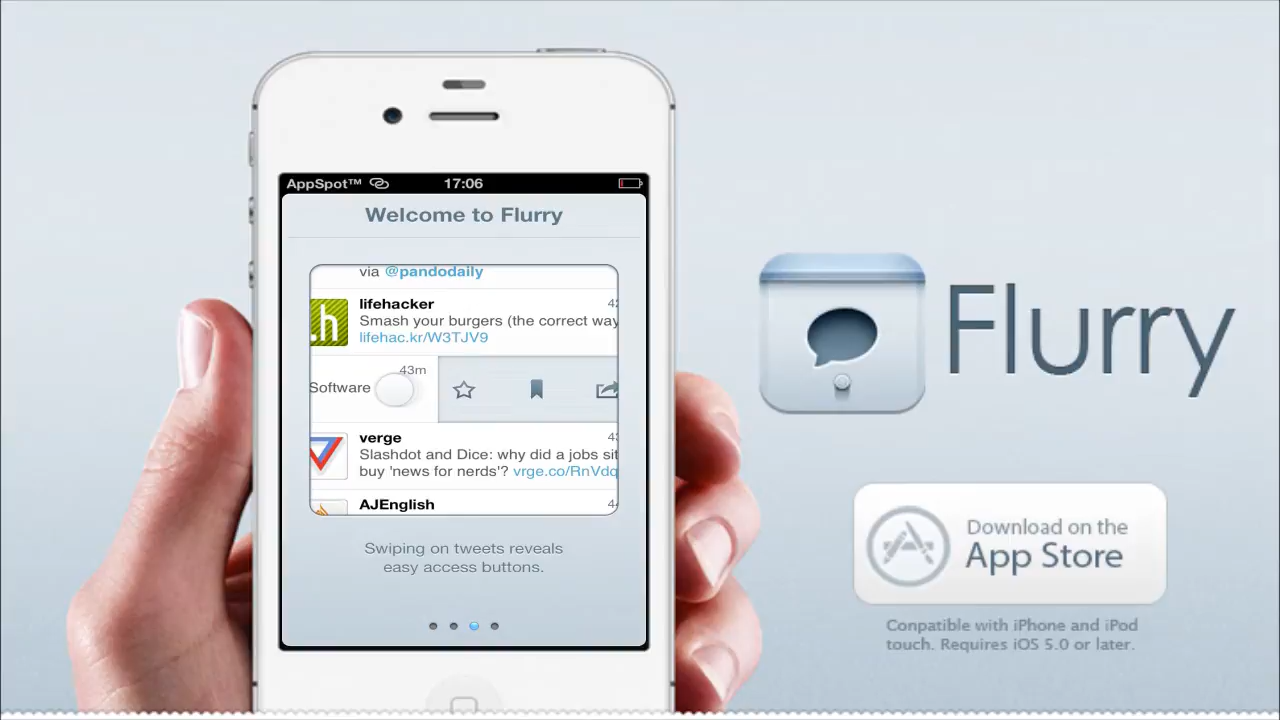 AppSpot™ 17:06
Welcome to Flurry
via @pandodaily
lifehacker
Smash your burgers (the correct way
lifehac.kr/W3TJV9
43m
Software
verge
Slashdot and Dice: why did a jobs sit
buy 'news for nerds'? vrge.co/RnVdq
AJEnglish
Swiping on tweets reveals
easy access buttons.
Flurry
Download on the
App Store
Compatible with iPhone and iPod
touch. Requires iOS 5.0 or later.